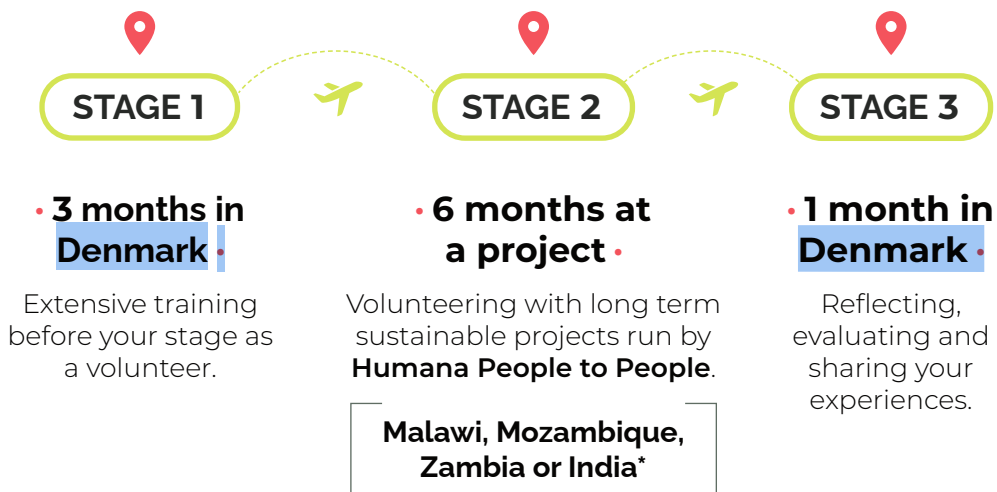 STAGE 1
STAGE 2
STAGE 3
· 3 months in
Denmark ·
Extensive training
before your stage as
a volunteer.
· 6 months at
a project ·
Volunteering with long term
sustainable projects run by
Humana People to People.
Malawi, Mozambique,
Zambia or India*
· 1 month in
Denmark ·
Reflecting,
evaluating and
sharing your
experiences.